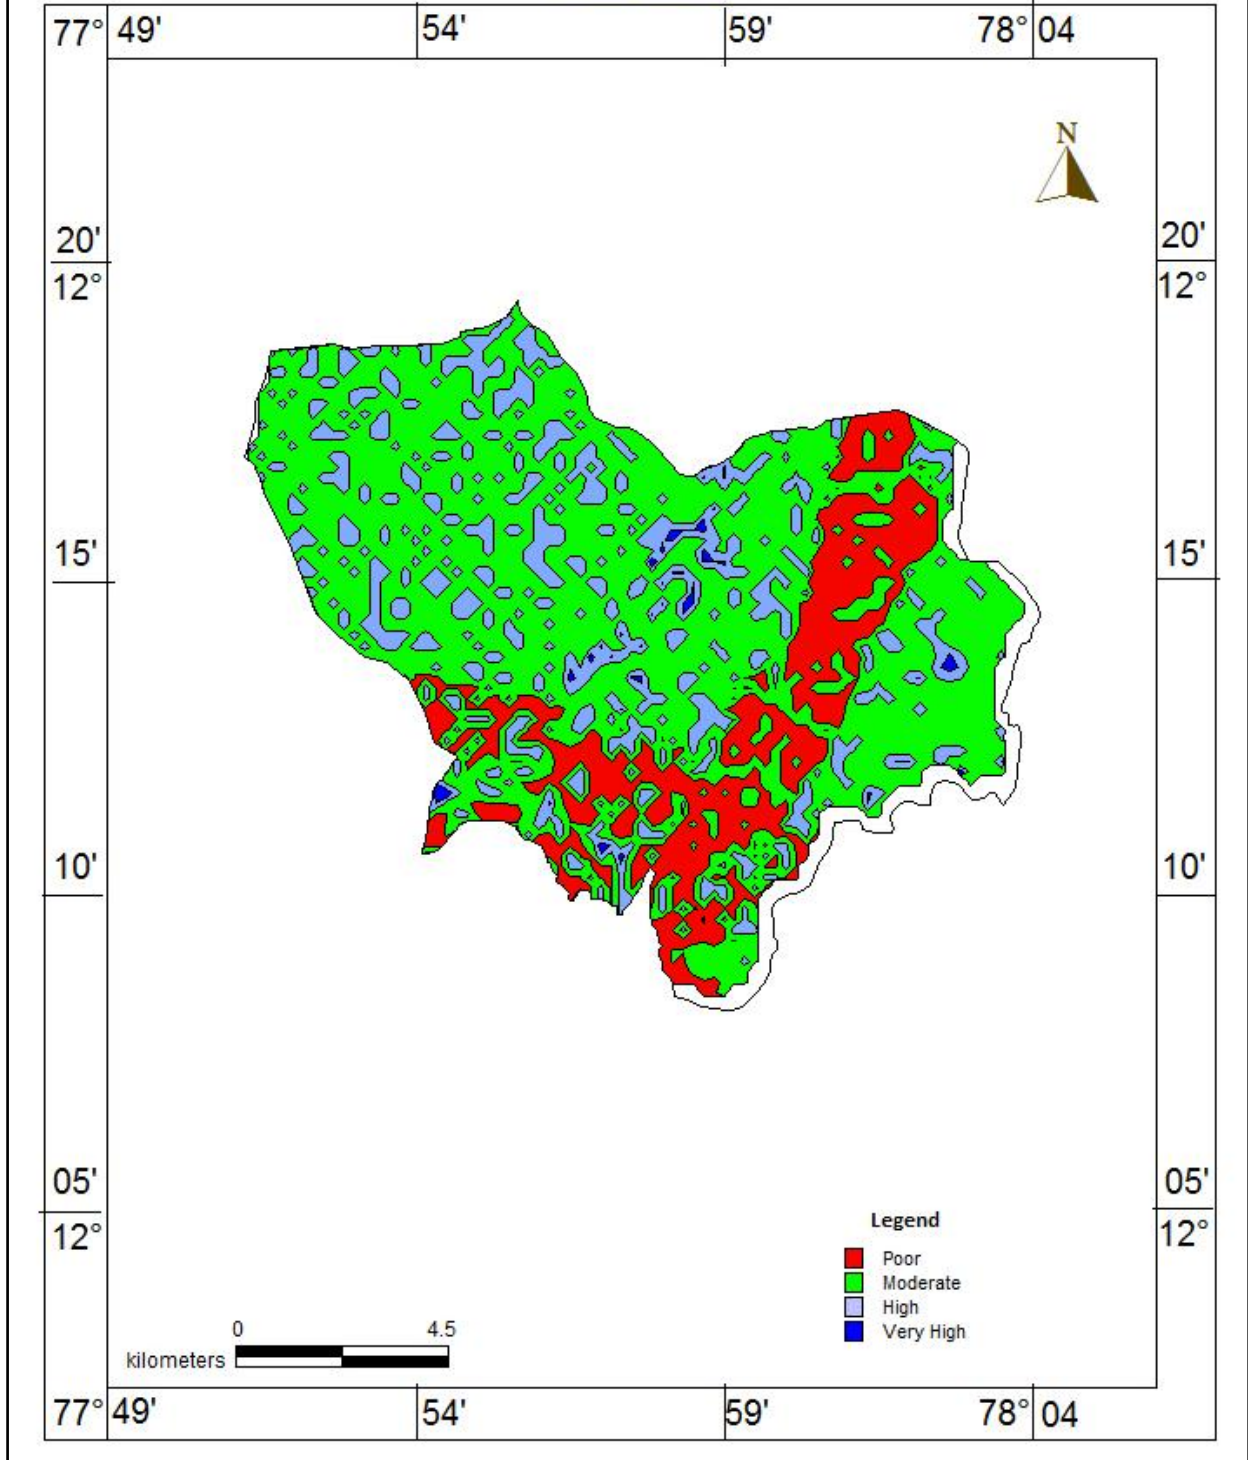 77° 49' 54' 59' 78° 04
N
20' 20'
12° 12°
15' 15'
10' 10'
05' 05'
12° 12°
Legend
Poor
Moderate
High
Very High
0 4.5
kilometers
77° 49' 54' 59' 78° 04